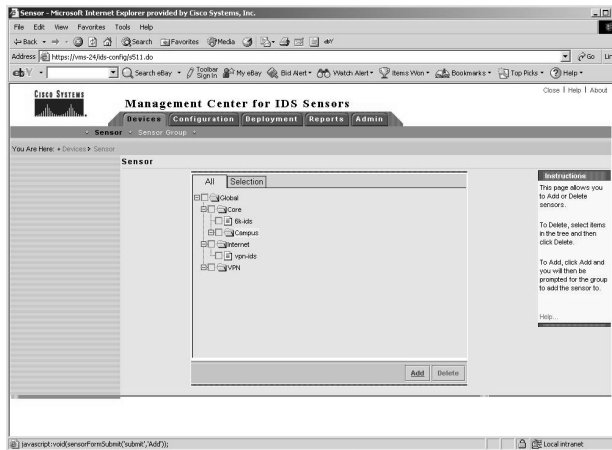 Sensor - Microsoft Internet Explorer provided by Cisco Systems, Inc.
File Edit View Favorites Tools Help
Back Search Favorites Media
Address https://vms-24/ids-config/s511.do Go
Y Search eBay Toolbar Sign In My eBay Bid Alert Watch Alert Items Won Bookmarks Top Picks Help
Close | Help | About
CISCO SYSTEMS
Management Center for IDS Sensors
Devices Configuration Deployment Reports Admin
Sensor Sensor Group
You Are Here: Devices Sensor
Sensor
All Selection
Global
Core
6k-ids
Campus
Internet
vpn-ids
VPN
Add Delete
Instructions
This page allows you
to Add or Delete
sensors.
To Delete, select items
in the tree and then
click Delete.
To Add, click Add and
you will then be
prompted for the group
to add the sensor to.
Help...
javascript:void(sensorFormSubmit('submit','Add'));
Local intranet